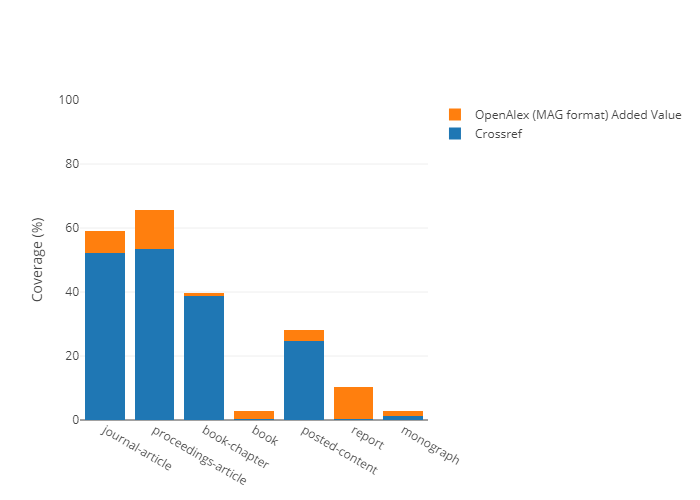 100
80
60
40
20
0
Coverage (%)
journal-article
proceedings-article
book-chapter
book
posted-content
report
monograph
OpenAlex (MAG format) Added Value
Crossref